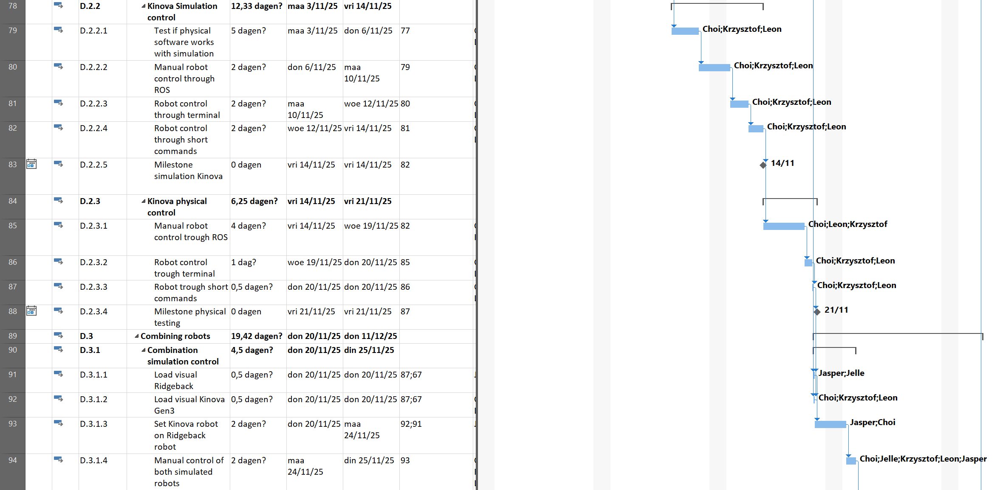 78 D.2.2 Kinova Simulation 12,33 dagen? maa 3/11/25 vri 14/11/25
control
79 D.2.2.1 Test if physical 5 dagen? maa 3/11/25 don 6/11/25 77 Choi;Krzysztof;Leon
software works
with simulation
80 D.2.2.2 Manual robot 2 dagen? don 6/11/25 maa 79 Choi;Krzysztof;Leon
control through 10/11/25
ROS
81 D.2.2.3 Robot control 2 dagen? maa woe 12/11/25 80 Choi;Krzysztof;Leon
through terminal 10/11/25
82 D.2.2.4 Robot control 2 dagen? woe 12/11/25 vri 14/11/25 81 Choi;Krzysztof;Leon
through short
commands
83 D.2.2.5 Milestone 0 dagen vri 14/11/25 vri 14/11/25 82 14/11
simulation Kinova
84 D.2.3 Kinova physical 6,25 dagen? vri 14/11/25 vri 21/11/25
control
85 D.2.3.1 Manual robot 4 dagen? vri 14/11/25 woe 19/11/25 82 Choi;Leon;Krzysztof
control trough ROS
86 D.2.3.2 Robot control 1 dag? woe 19/11/25 don 20/11/25 85 Choi;Krzysztof;Leon
trough terminal
87 D.2.3.3 Robot trough short 0,5 dagen? don 20/11/25 don 20/11/25 86 Choi;Krzysztof;Leon
commands
88 D.2.3.4 Milestone physical 0 dagen vri 21/11/25 vri 21/11/25 87 21/11
testing
89 D.3 Combining robots 19,42 dagen? don 20/11/25 don 11/12/25
90 D.3.1 Combination 4,5 dagen? don 20/11/25 din 25/11/25
simulation control
91 D.3.1.1 Load visual 0,5 dagen? don 20/11/25 don 20/11/25 87;67 Jasper;Jelle
Ridgeback
92 D.3.1.2 Load visual Kinova 0,5 dagen? don 20/11/25 don 20/11/25 87;67 Choi;Krzysztof;Leon
Gen3
93 D.3.1.3 Set Kinova robot 2 dagen? don 20/11/25 maa 92;91 Jasper;Choi
on Ridgeback 24/11/25
robot
94 D.3.1.4 Manual control of 2 dagen? maa din 25/11/25 93 Choi;Jelle;Krzysztof;Leon;Jasper
both simulated 24/11/25
robots